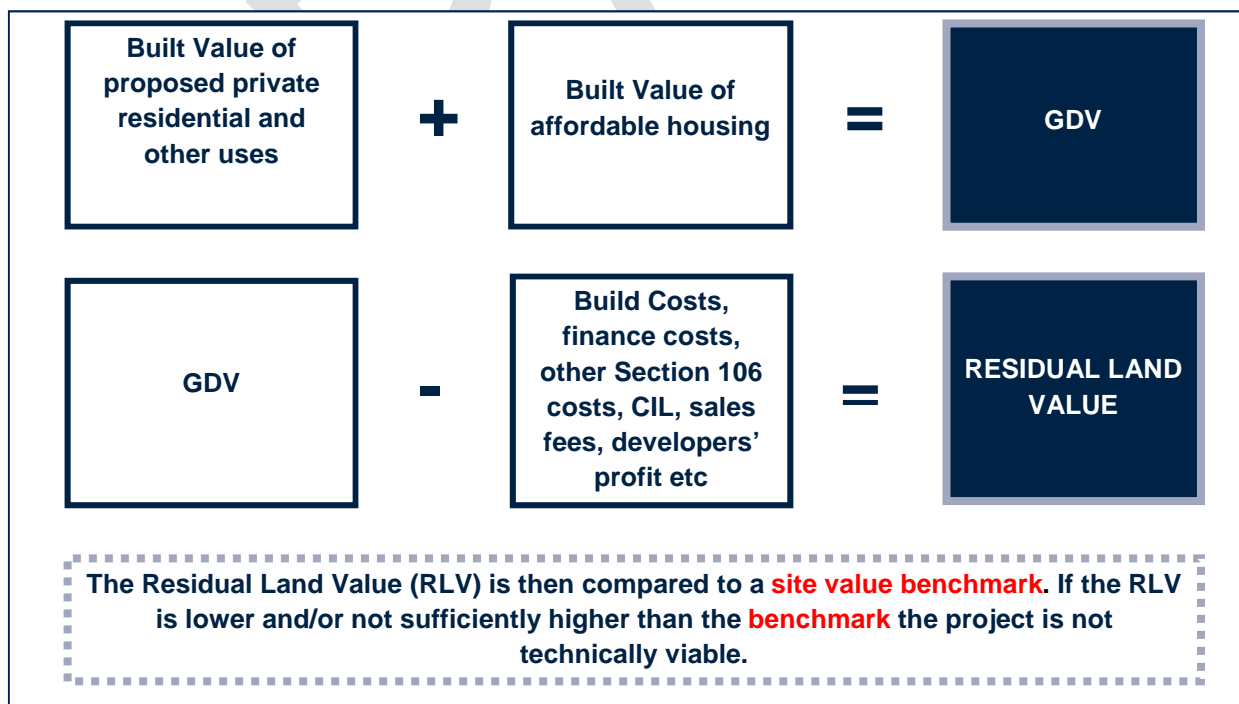 Built Value of
proposed private
residential and
other uses
+
Built Value of
affordable housing
=
GDV
GDV
-
Build Costs,
finance costs,
other Section 106
costs, CIL, sales
fees, developers’
profit etc
=
RESIDUAL LAND
VALUE
The Residual Land Value (RLV) is then compared to a site value benchmark. If the RLV
is lower and/or not sufficiently higher than the benchmark the project is not
technically viable.